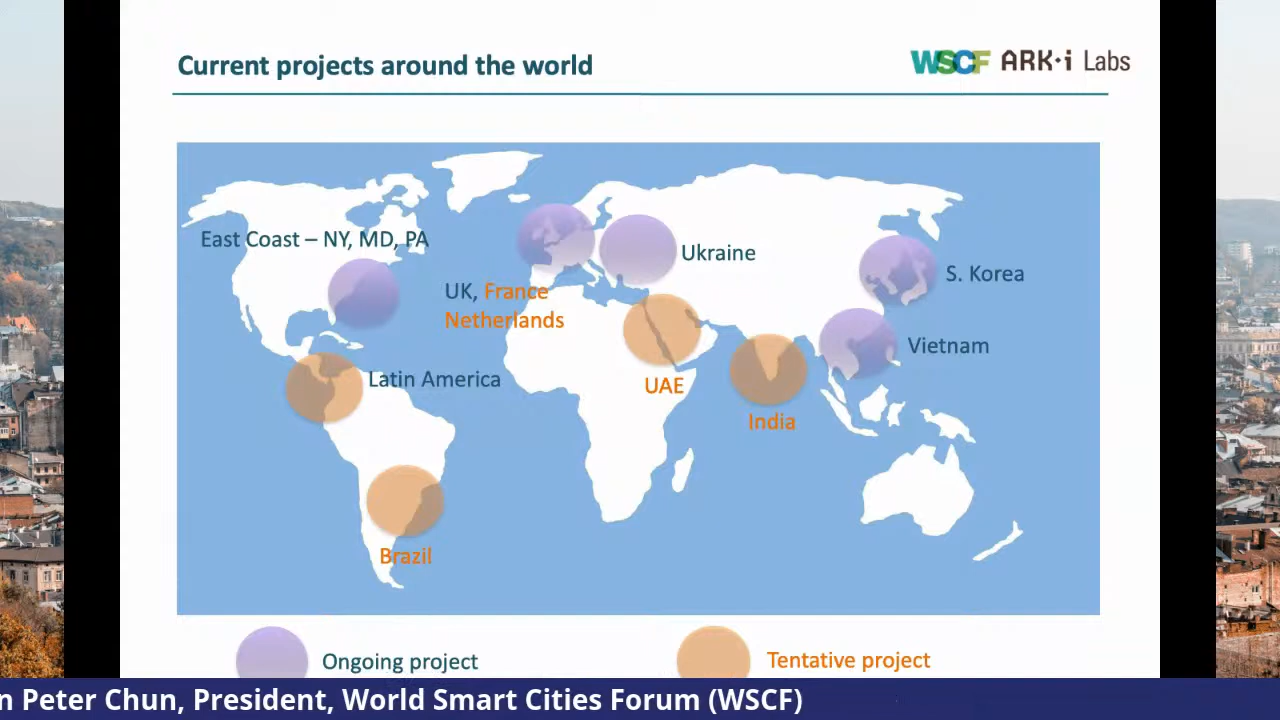 Current projects around the world
WSCF ARK·i Labs
East Coast – NY, MD, PA
Ukraine
S. Korea
UK, France
Netherlands
Vietnam
Latin America
UAE
India
Brazil
Ongoing project
Tentative project
n Peter Chun, President, World Smart Cities Forum (WSCF)